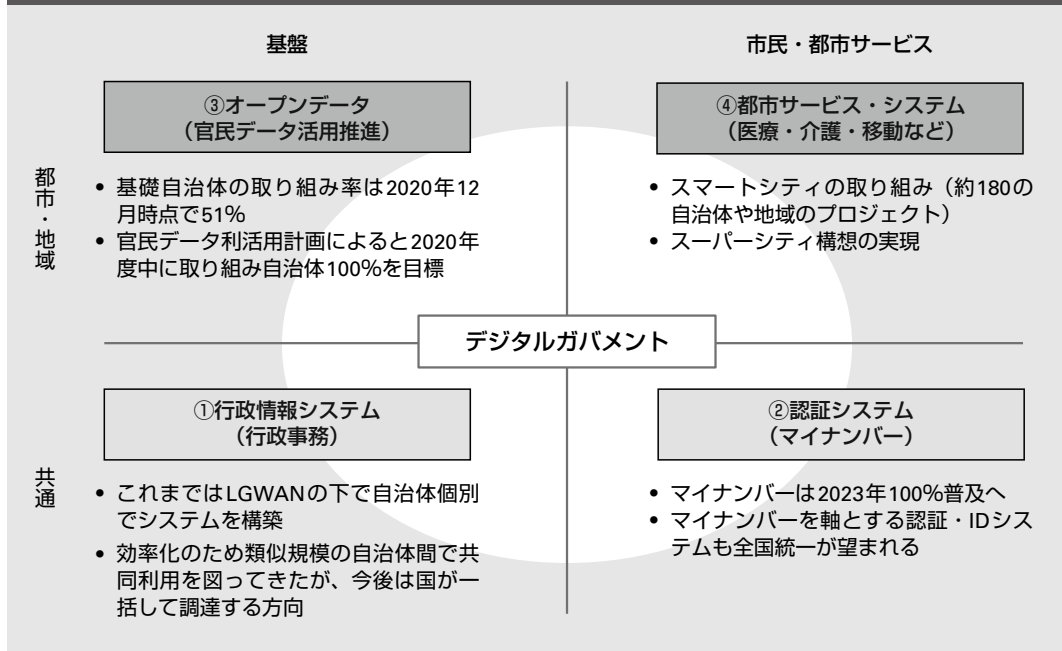 基盤
市民・都市サービス
③オープンデータ
（官民データ活用推進）
④都市サービス・システム
（医療・介護・移動など）
都市・地域
• 基礎自治体の取り組み率は2020年12
月時点で51％
• 官民データ利活用計画によると2020年
度中に取り組み自治体100％を目標
• スマートシティの取り組み（約180の
自治体や地域のプロジェクト）
• スーパーシティ構想の実現
デジタルガバメント
①行政情報システム
（行政事務）
②認証システム
（マイナンバー）
共通
• これまではLGWANの下で自治体個別
でシステムを構築
• 効率化のため類似規模の自治体間で共
同利用を図ってきたが、今後は国が一
括して調達する方向
• マイナンバーは2023年100％普及へ
• マイナンバーを軸とする認証・IDシス
テムも全国統一が望まれる